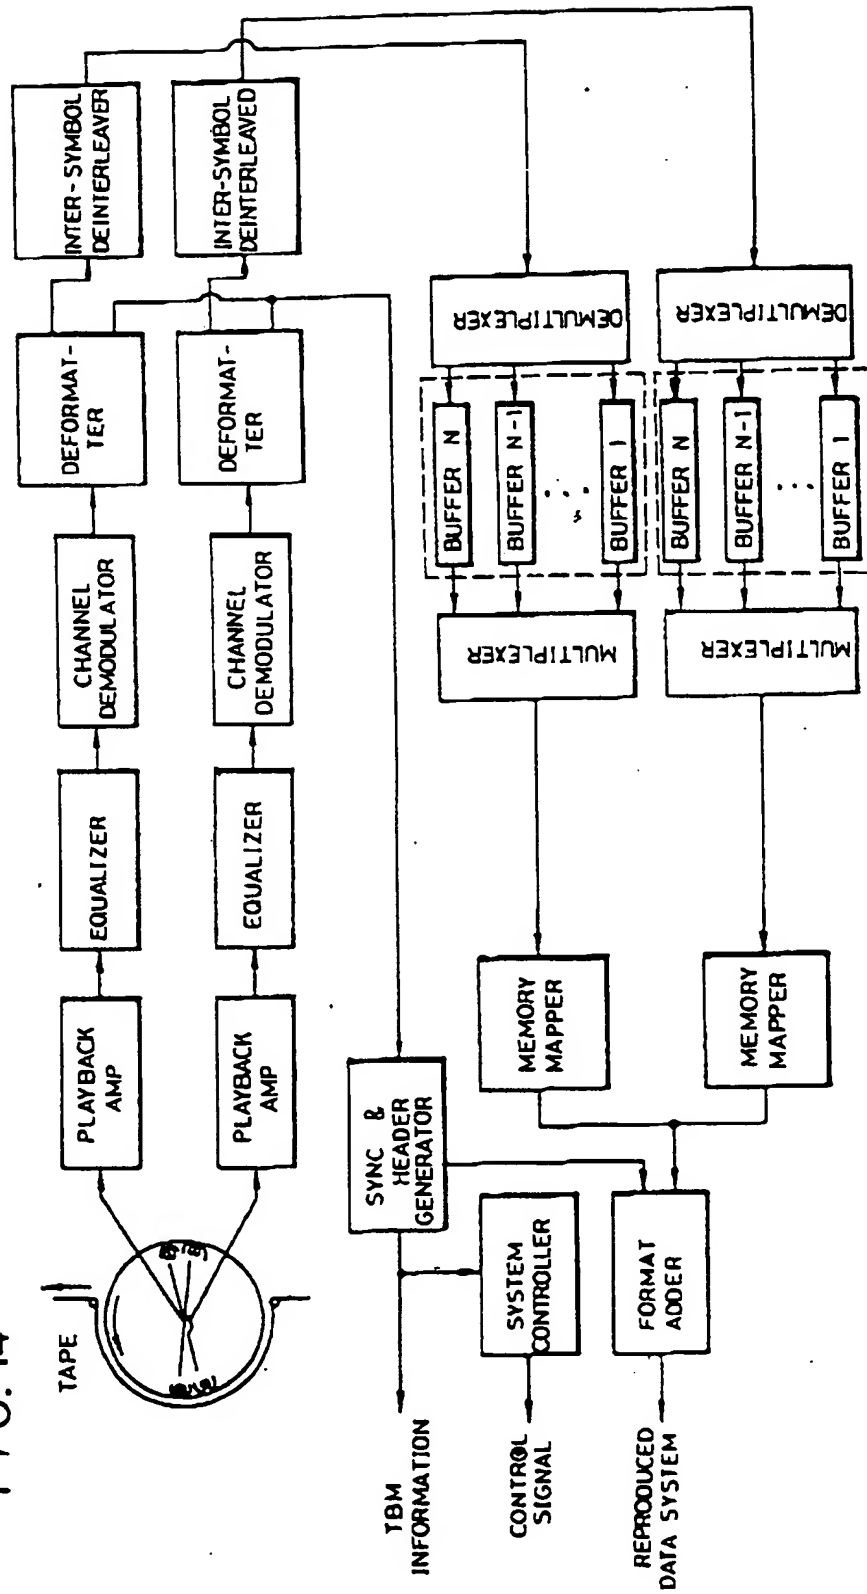 FIG. 14
TAPE
PLAYBACK
AMP
EQUALIZER
CHANNEL
DEMODULATOR
DEFORMAT-
TER
INTER-SYMBOL
DEINTERLEAVER
PLAYBACK
AMP
EQUALIZER
CHANNEL
DEMODULATOR
DEFORMAT-
TER
INTER-SYMBOL
DEINTERLEAVED
SYNC &
HEADER
GENERATOR
TBM
INFORMATION
SYSTEM
CONTROLLER
CONTROL
SIGNAL
FORMAT
ADDER
REPRODUCED
DATA SYSTEM
MEMORY
MAPPER
MULTIPLEXER
BUFFER N
BUFFER N-1
...
BUFFER 1
DEMULTIPLEXER
MEMORY
MAPPER
MULTIPLEXER
BUFFER N
BUFFER N-1
...
BUFFER 1
DEMULTIPLEXER